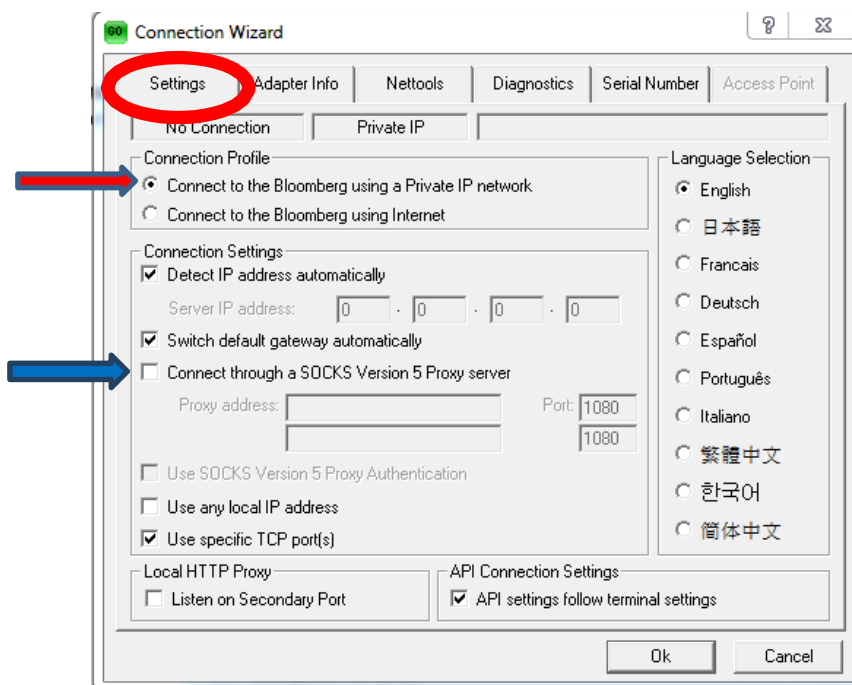 GO Connection Wizard
Settings Adapter Info Nettools Diagnostics Serial Number Access Point
No Connection Private IP
Connection Profile
Connect to the Bloomberg using a Private IP network
Connect to the Bloomberg using Internet
Connection Settings
Detect IP address automatically
Server IP address: 0 . 0 . 0 . 0
Switch default gateway automatically
Connect through a SOCKS Version 5 Proxy server
Proxy address: Port: 1080
1080
Use SOCKS Version 5 Proxy Authentication
Use any local IP address
Use specific TCP port(s)
Language Selection
English
日本語
Francais
Deutsch
Español
Português
Italiano
繁體中文
한국어
简体中文
Local HTTP Proxy
Listen on Secondary Port
API Connection Settings
API settings follow terminal settings
Ok Cancel